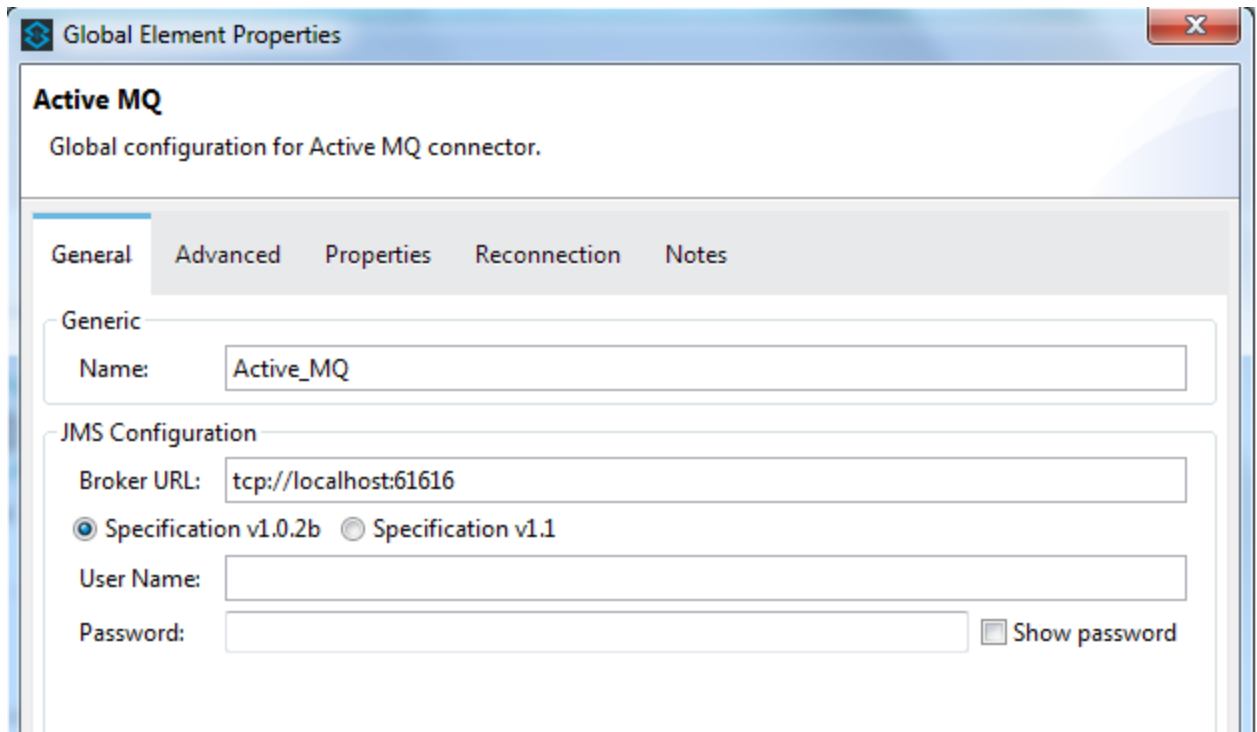 Global Element Properties
Active MQ
Global configuration for Active MQ connector.
General Advanced Properties Reconnection Notes
Generic
Name: Active_MQ
JMS Configuration
Broker URL: tcp://localhost:61616
Specification v1.0.2b Specification v1.1
User Name:
Password: Show password